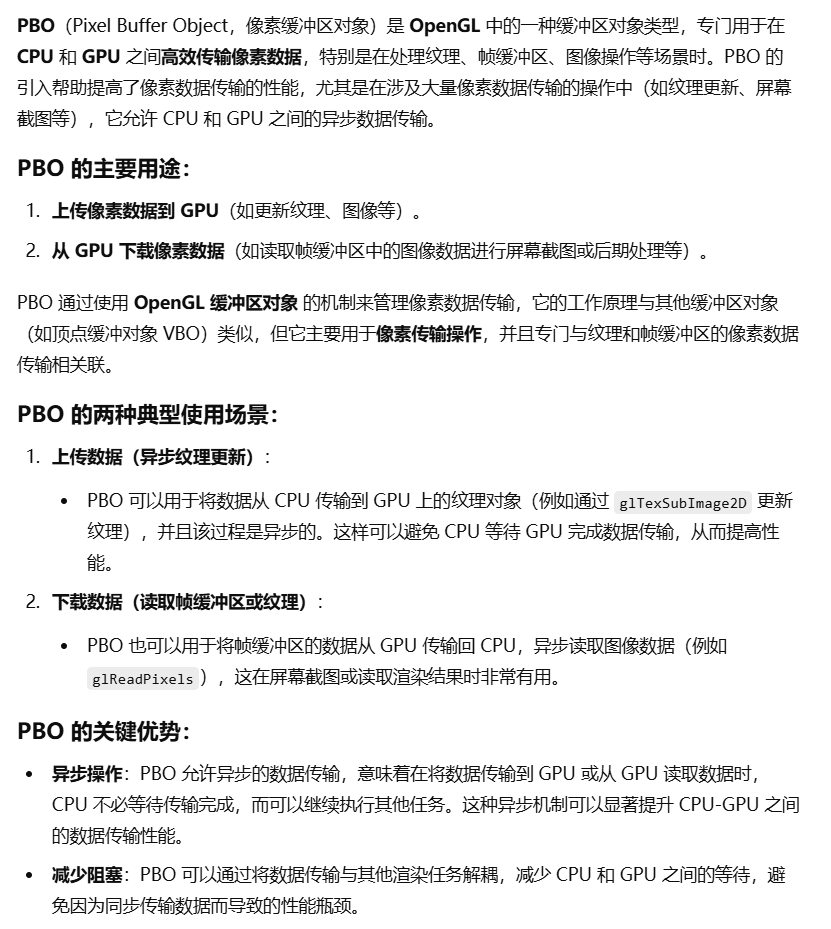 PBO（Pixel Buffer Object，像素缓冲区对象）是 OpenGL 中的一种缓冲区对象类型，专门用于在
CPU 和 GPU 之间高效传输像素数据，特别是在处理纹理、帧缓冲区、图像操作等场景时。PBO 的
引入帮助提高了像素数据传输的性能，尤其是在涉及大量像素数据传输的操作中（如纹理更新、屏幕
截图等），它允许 CPU 和 GPU 之间的异步数据传输。
PBO 的主要用途：
1. 上传像素数据到 GPU（如更新纹理、图像等）。
2. 从 GPU 下载像素数据（如读取帧缓冲区中的图像数据进行屏幕截图或后期处理等）。
PBO 通过使用 OpenGL 缓冲区对象 的机制来管理像素数据传输，它的工作原理与其他缓冲区对象
（如顶点缓冲对象 VBO）类似，但它主要用于像素传输操作，并且专门与纹理和帧缓冲区的像素数据
传输相关联。
PBO 的两种典型使用场景：
1. 上传数据（异步纹理更新）：
• PBO 可以用于将数据从 CPU 传输到 GPU 上的纹理对象（例如通过 glTexSubImage2D 更新
纹理），并且该过程是异步的。这样可以避免 CPU 等待 GPU 完成数据传输，从而提高性
能。
2. 下载数据（读取帧缓冲区或纹理）：
• PBO 也可以用于将帧缓冲区的数据从 GPU 传输回 CPU，异步读取图像数据（例如
glReadPixels），这在屏幕截图或读取渲染结果时非常有用。
PBO 的关键优势：
• 异步操作：PBO 允许异步的数据传输，意味着在将数据传输到 GPU 或从 GPU 读取数据时，
CPU 不必等待传输完成，而可以继续执行其他任务。这种异步机制可以显著提升 CPU-GPU 之间
的数据传输性能。
• 减少阻塞：PBO 可以通过将数据传输与其他渲染任务解耦，减少 CPU 和 GPU 之间的等待，避
免因为同步传输数据而导致的性能瓶颈。